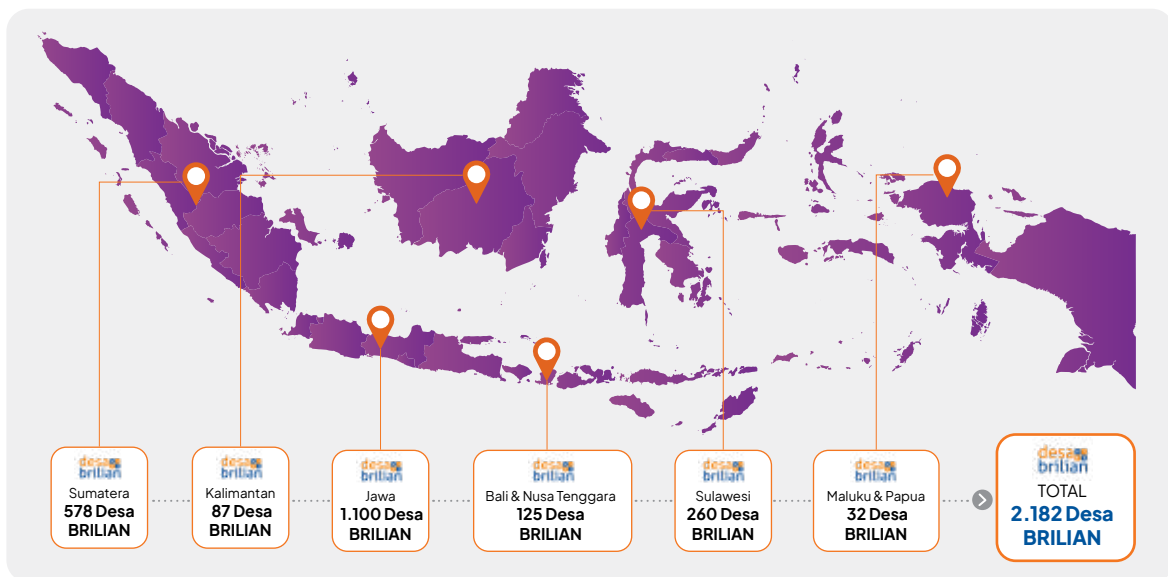 desa
brilian
Sumatera
578 Desa
BRILIAN
desa
brilian
Kalimantan
87 Desa
BRILIAN
desa
brilian
Jawa
1.100 Desa
BRILIAN
desa
brilian
Bali & Nusa Tenggara
125 Desa
BRILIAN
desa
brilian
Sulawesi
260 Desa
BRILIAN
desa
brilian
Maluku & Papua
32 Desa
BRILIAN
desa
brilian
TOTAL
2.182 Desa
BRILIAN